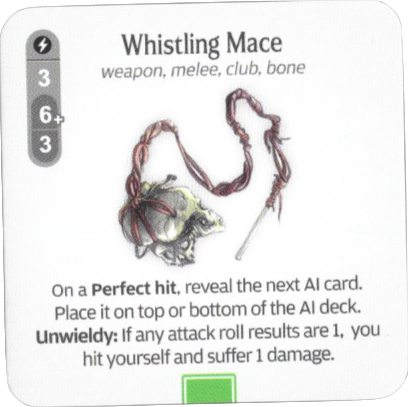 Whistling Mace
weapon, melee, club, bone
3
6+
3
On a Perfect hit, reveal the next AI card.
Place it on top or bottom of the AI deck.
Unwieldy: If any attack roll results are 1, you
hit yourself and suffer 1 damage.